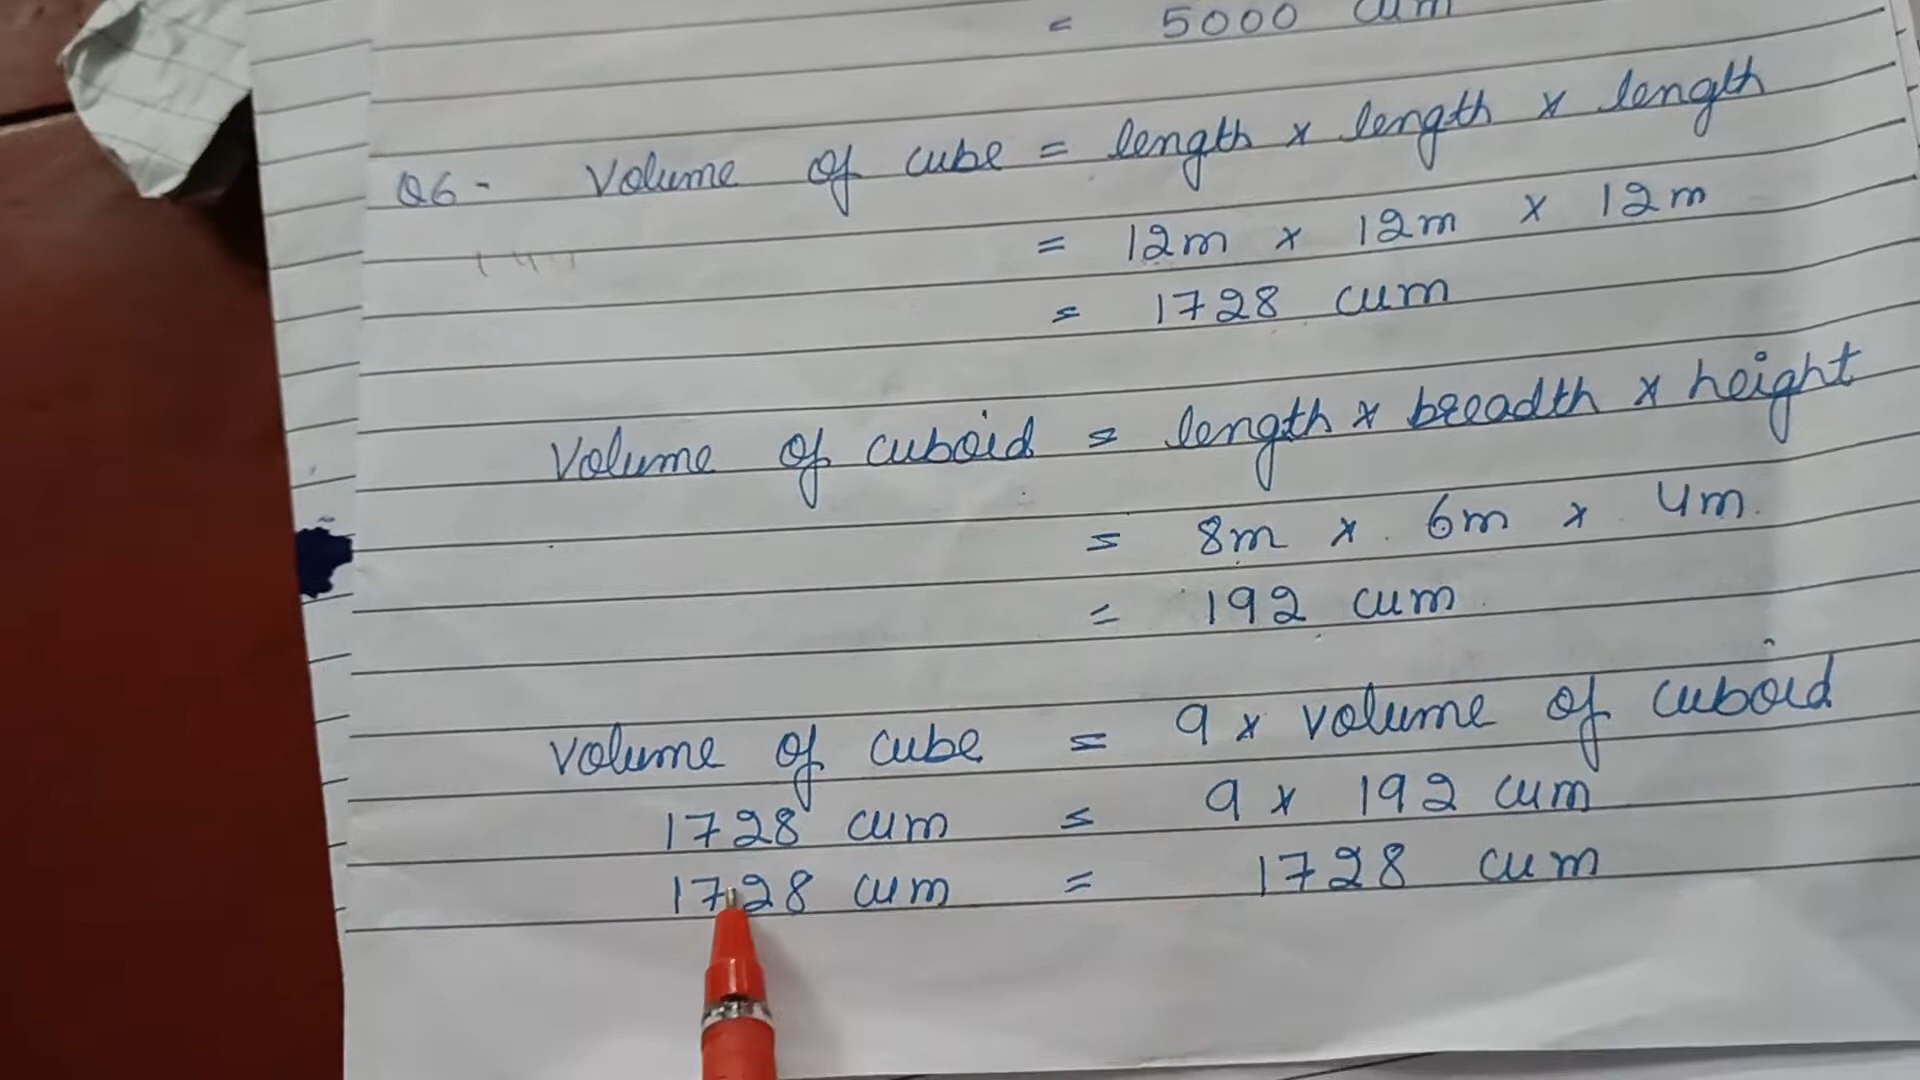 = 5000 cum
Q6- Volume of cube = length x length x length
= 12m x 12m x 12m
= 1728 cum
Volume of cuboid = length x breadth x height
= 8m x 6m x 4m
= 192 cum
Volume of cube = 9 x volume of cuboid
1728 cum = 9 x 192 cum
1728 cum = 1728 cum